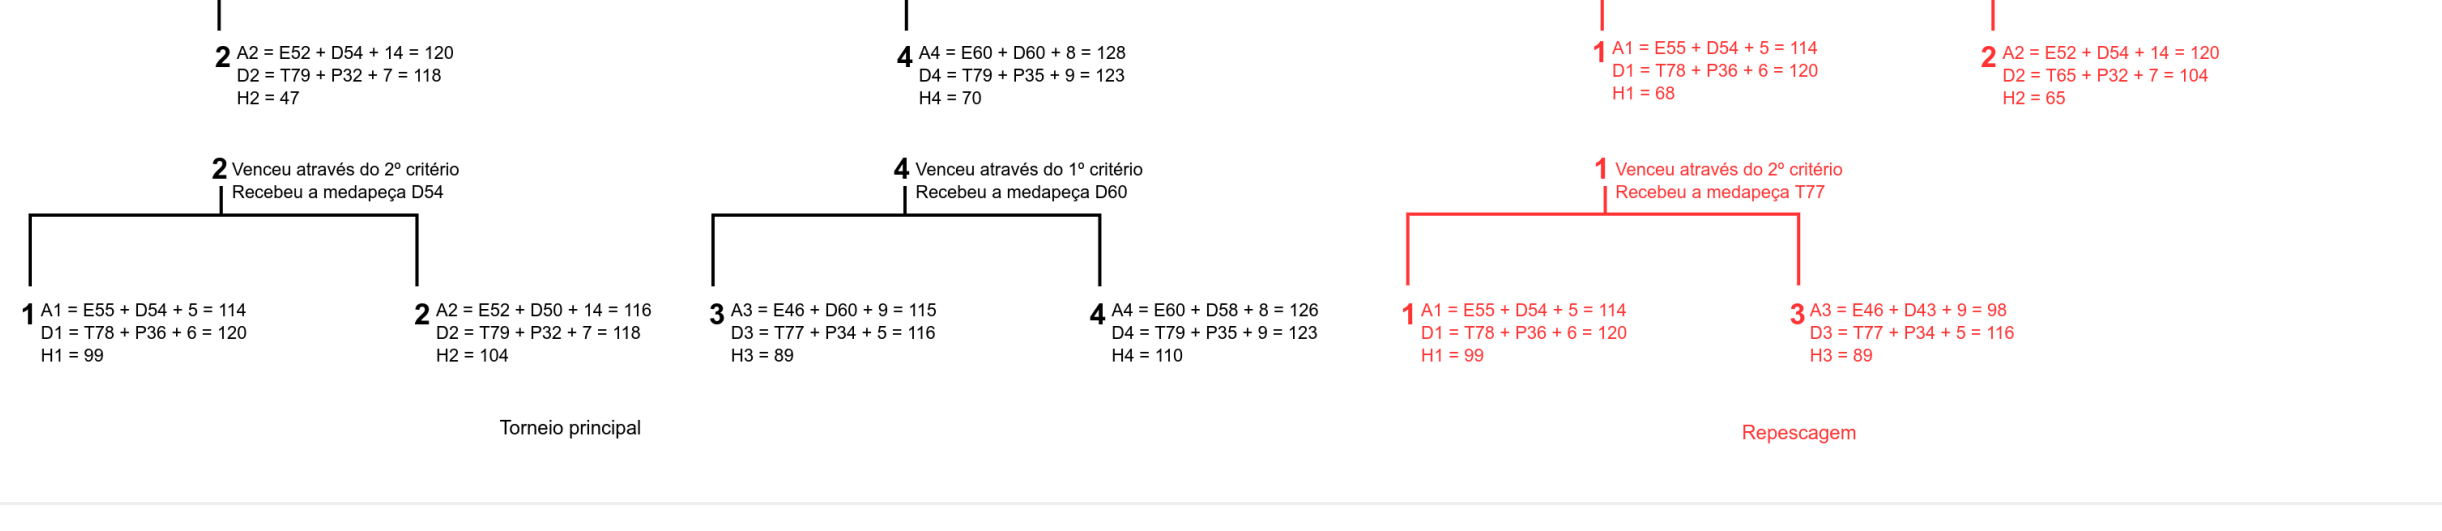 2 A2 = E52 + D54 + 14 = 120
D2 = T79 + P32 + 7 = 118
H2 = 47
4 A4 = E60 + D60 + 8 = 128
D4 = T79 + P35 + 9 = 123
H4 = 70
1 A1 = E55 + D54 + 5 = 114
D1 = T78 + P36 + 6 = 120
H1 = 68
2 A2 = E52 + D54 + 14 = 120
D2 = T65 + P32 + 7 = 104
H2 = 65
2 Venceu através do 2º critério
Recebeu a medapeça D54
4 Venceu através do 1º critério
Recebeu a medapeça D60
1 Venceu através do 2º critério
Recebeu a medapeça T77
1 A1 = E55 + D54 + 5 = 114
D1 = T78 + P36 + 6 = 120
H1 = 99
2 A2 = E52 + D50 + 14 = 116
D2 = T79 + P32 + 7 = 118
H2 = 104
3 A3 = E46 + D60 + 9 = 115
D3 = T77 + P34 + 5 = 116
H3 = 89
4 A4 = E60 + D58 + 8 = 126
D4 = T79 + P35 + 9 = 123
H4 = 110
1 A1 = E55 + D54 + 5 = 114
D1 = T78 + P36 + 6 = 120
H1 = 99
3 A3 = E46 + D43 + 9 = 98
D3 = T77 + P34 + 5 = 116
H3 = 89
Torneio principal
Repescagem